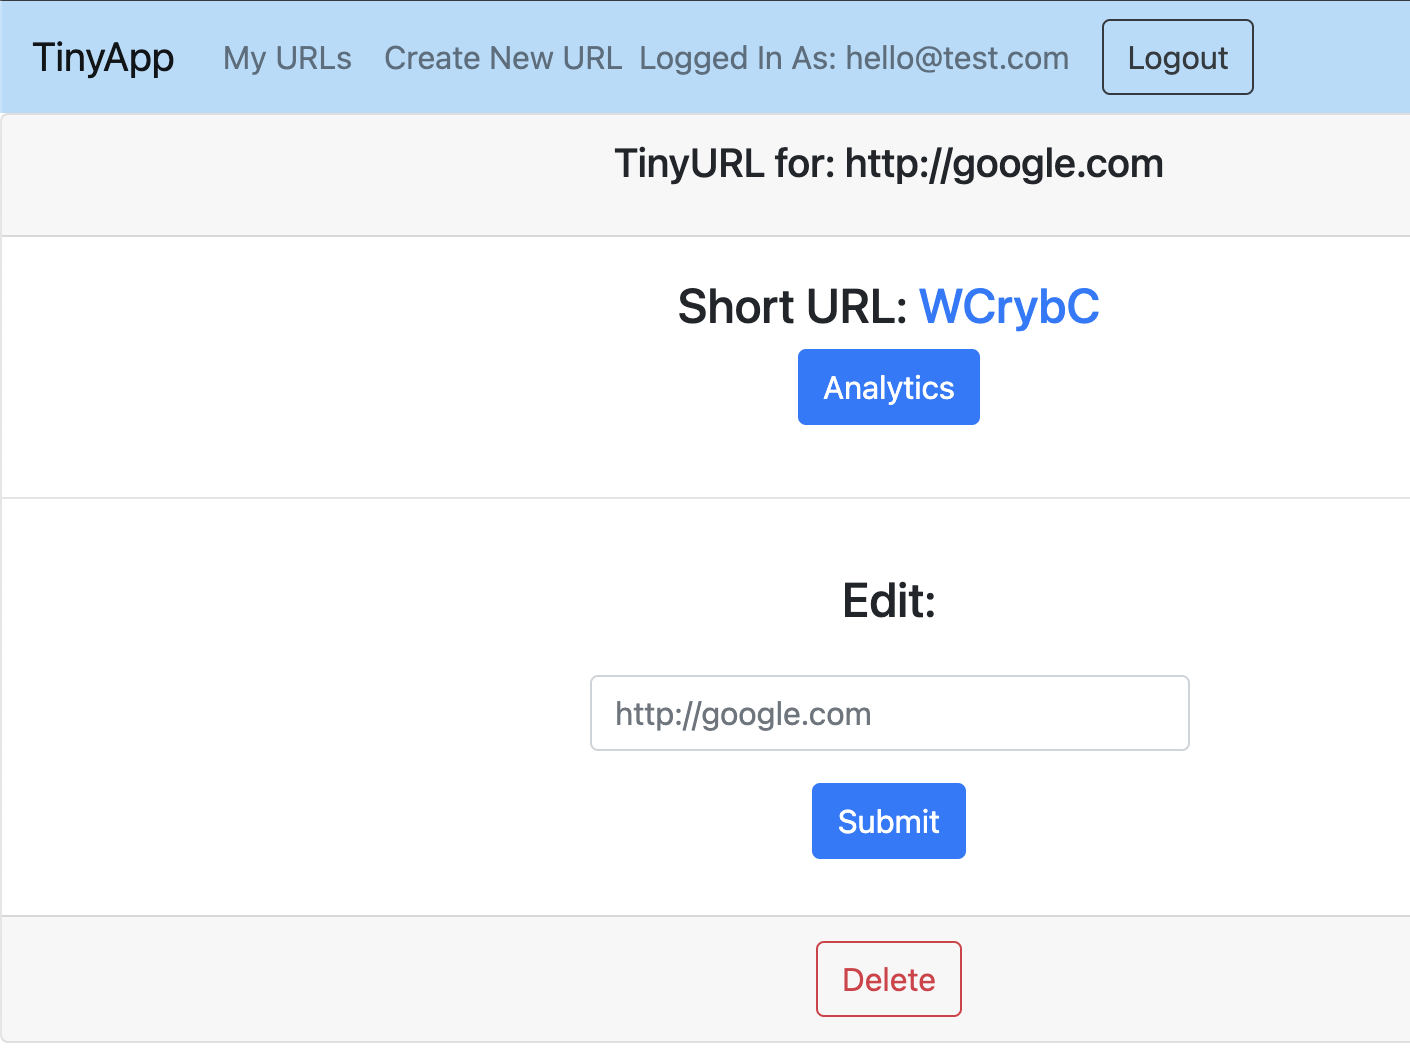 TinyApp My URLs Create New URL Logged In As: hello@test.com Logout
TinyURL for: http://google.com
Short URL: WCrybC
Analytics
Edit:
http://google.com
Submit
Delete